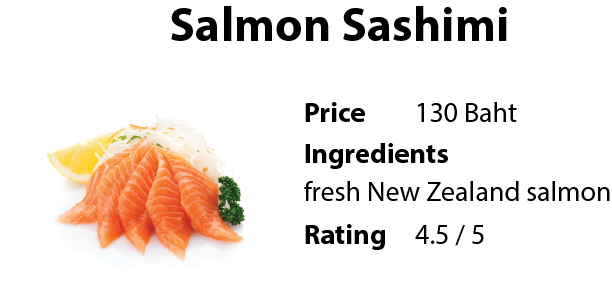 Salmon Sashimi
Price 130 Baht
Ingredients
fresh New Zealand salmon
Rating 4.5 / 5